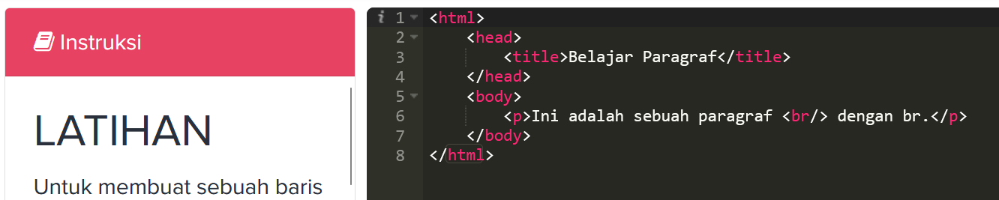 Instruksi
LATIHAN
Untuk membuat sebuah baris
i 1 <html>
2 <head>
3 <title>Belajar Paragraf</title>
4 </head>
5 <body>
6 <p>Ini adalah sebuah paragraf <br/> dengan br.</p>
7 </body>
8 </html>